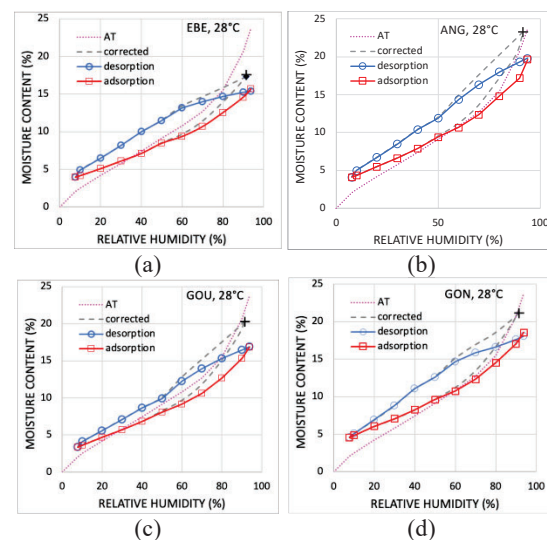 (a)
EBE, 28°C
AT
corrected
desorption
adsorption
MOISTURE CONTENT (%)
25
20
15
10
5
0
0 20 40 60 80 100
RELATIVE HUMIDITY (%)
(a)
ANG, 28°C
AT
corrected
desorption
adsorption
MOISTURE CONTENT (%)
25
20
15
10
5
0
0 50 100
RELATIVE HUMIDITY (%)
(b)
GOU, 28°C
AT
corrected
desorption
adsorption
MOISTURE CONTENT (%)
25
20
15
10
5
0
0 20 40 60 80 100
RELATIVE HUMIDITY (%)
(c)
GON, 28°C
AT
corrected
desorption
adsorption
MOISTURE CONTENT (%)
25
20
15
10
5
0
0 20 40 60 80 100
RELATIVE HUMIDITY (%)
(d)